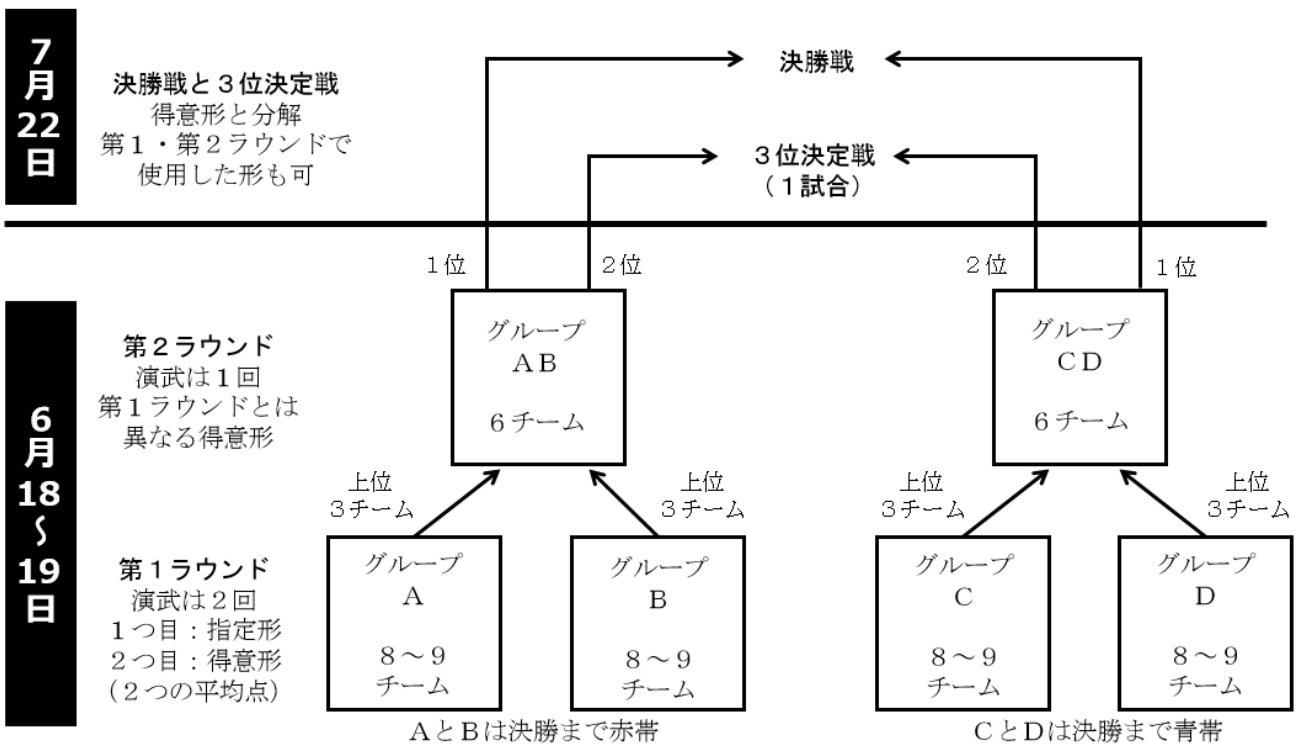 7月22日
決勝戦と３位決定戦
得意形と分解
第１・第２ラウンドで
使用した形も可
決勝戦
３位決定戦
（１試合）
１位
２位
２位
１位
6月18～19日
第２ラウンド
演武は１回
第１ラウンドとは
異なる得意形
グループ
ＡＢ
６チーム
グループ
ＣＤ
６チーム
上位
３チーム
上位
３チーム
上位
３チーム
上位
３チーム
第１ラウンド
演武は２回
１つ目：指定形
２つ目：得意形
（２つの平均点）
グループ
Ａ
８～９
チーム
グループ
Ｂ
８～９
チーム
グループ
Ｃ
８～９
チーム
グループ
Ｄ
８～９
チーム
ＡとＢは決勝まで赤帯
ＣとＤは決勝まで青帯